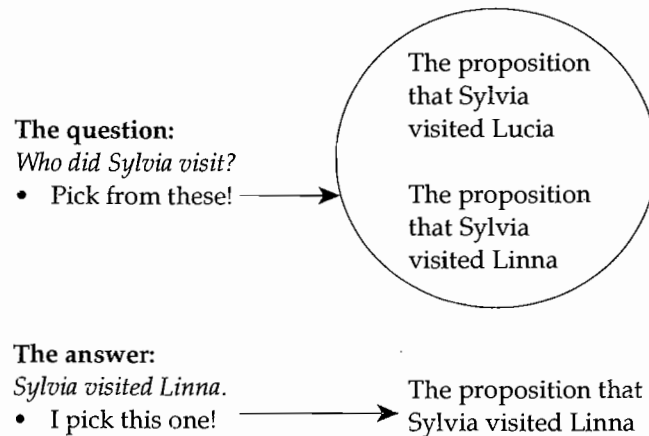 The proposition
that Sylvia
visited Lucia
The question:
Who did Sylvia visit?
• Pick from these!
The proposition
that Sylvia
visited Linna
The answer:
Sylvia visited Linna.
• I pick this one!
The proposition that
Sylvia visited Linna